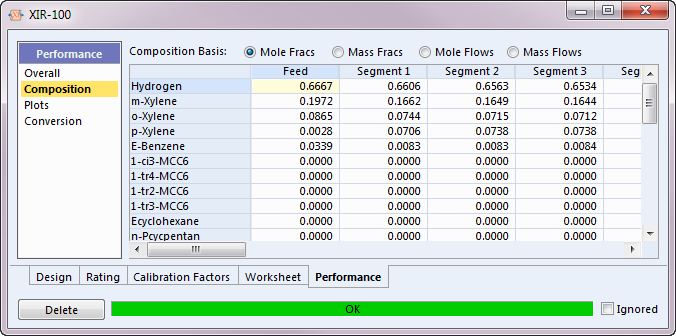 XIR-100
Performance
Overall
Composition
Plots
Conversion
Composition Basis: Mole Fracs Mass Fracs Mole Flows Mass Flows
Feed Segment 1 Segment 2 Segment 3 Seg
Hydrogen 0.6667 0.6606 0.6563 0.6534
m-Xylene 0.1972 0.1662 0.1649 0.1644
o-Xylene 0.0865 0.0744 0.0715 0.0712
p-Xylene 0.0028 0.0706 0.0738 0.0738
E-Benzene 0.0339 0.0083 0.0083 0.0084
1-ci3-MCC6 0.0000 0.0000 0.0000 0.0000
1-tr4-MCC6 0.0000 0.0000 0.0000 0.0000
1-tr2-MCC6 0.0000 0.0000 0.0000 0.0000
1-tr3-MCC6 0.0000 0.0000 0.0000 0.0000
Ecyclohexane 0.0000 0.0000 0.0000 0.0000
n-Pcycpentan 0.0000 0.0000 0.0000 0.0000
Design Rating Calibration Factors Worksheet Performance
Delete OK Ignored